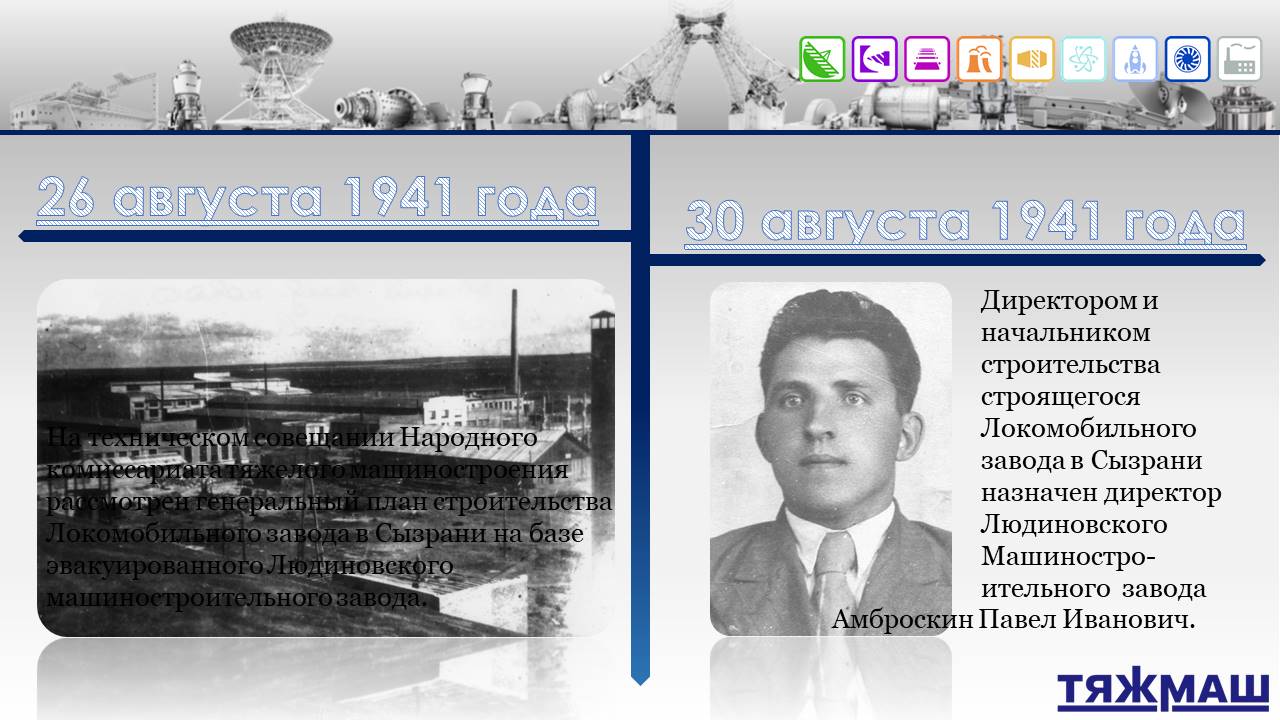 26 августа 1941 года
На техническом совещании Народного
комиссариата тяжелого машиностроения
рассмотрен генеральный план строительства
Локомобильного завода в Сызрани на базе
эвакуированного Людиновского
машиностроительного завода.
30 августа 1941 года
Директором и
начальником
строительства
строящегося
Локомобильного
завода в Сызрани
назначен директор
Людиновского
Машиностро-
ительного завода
Амброскин Павел Иванович.
ТЯЖМАШ